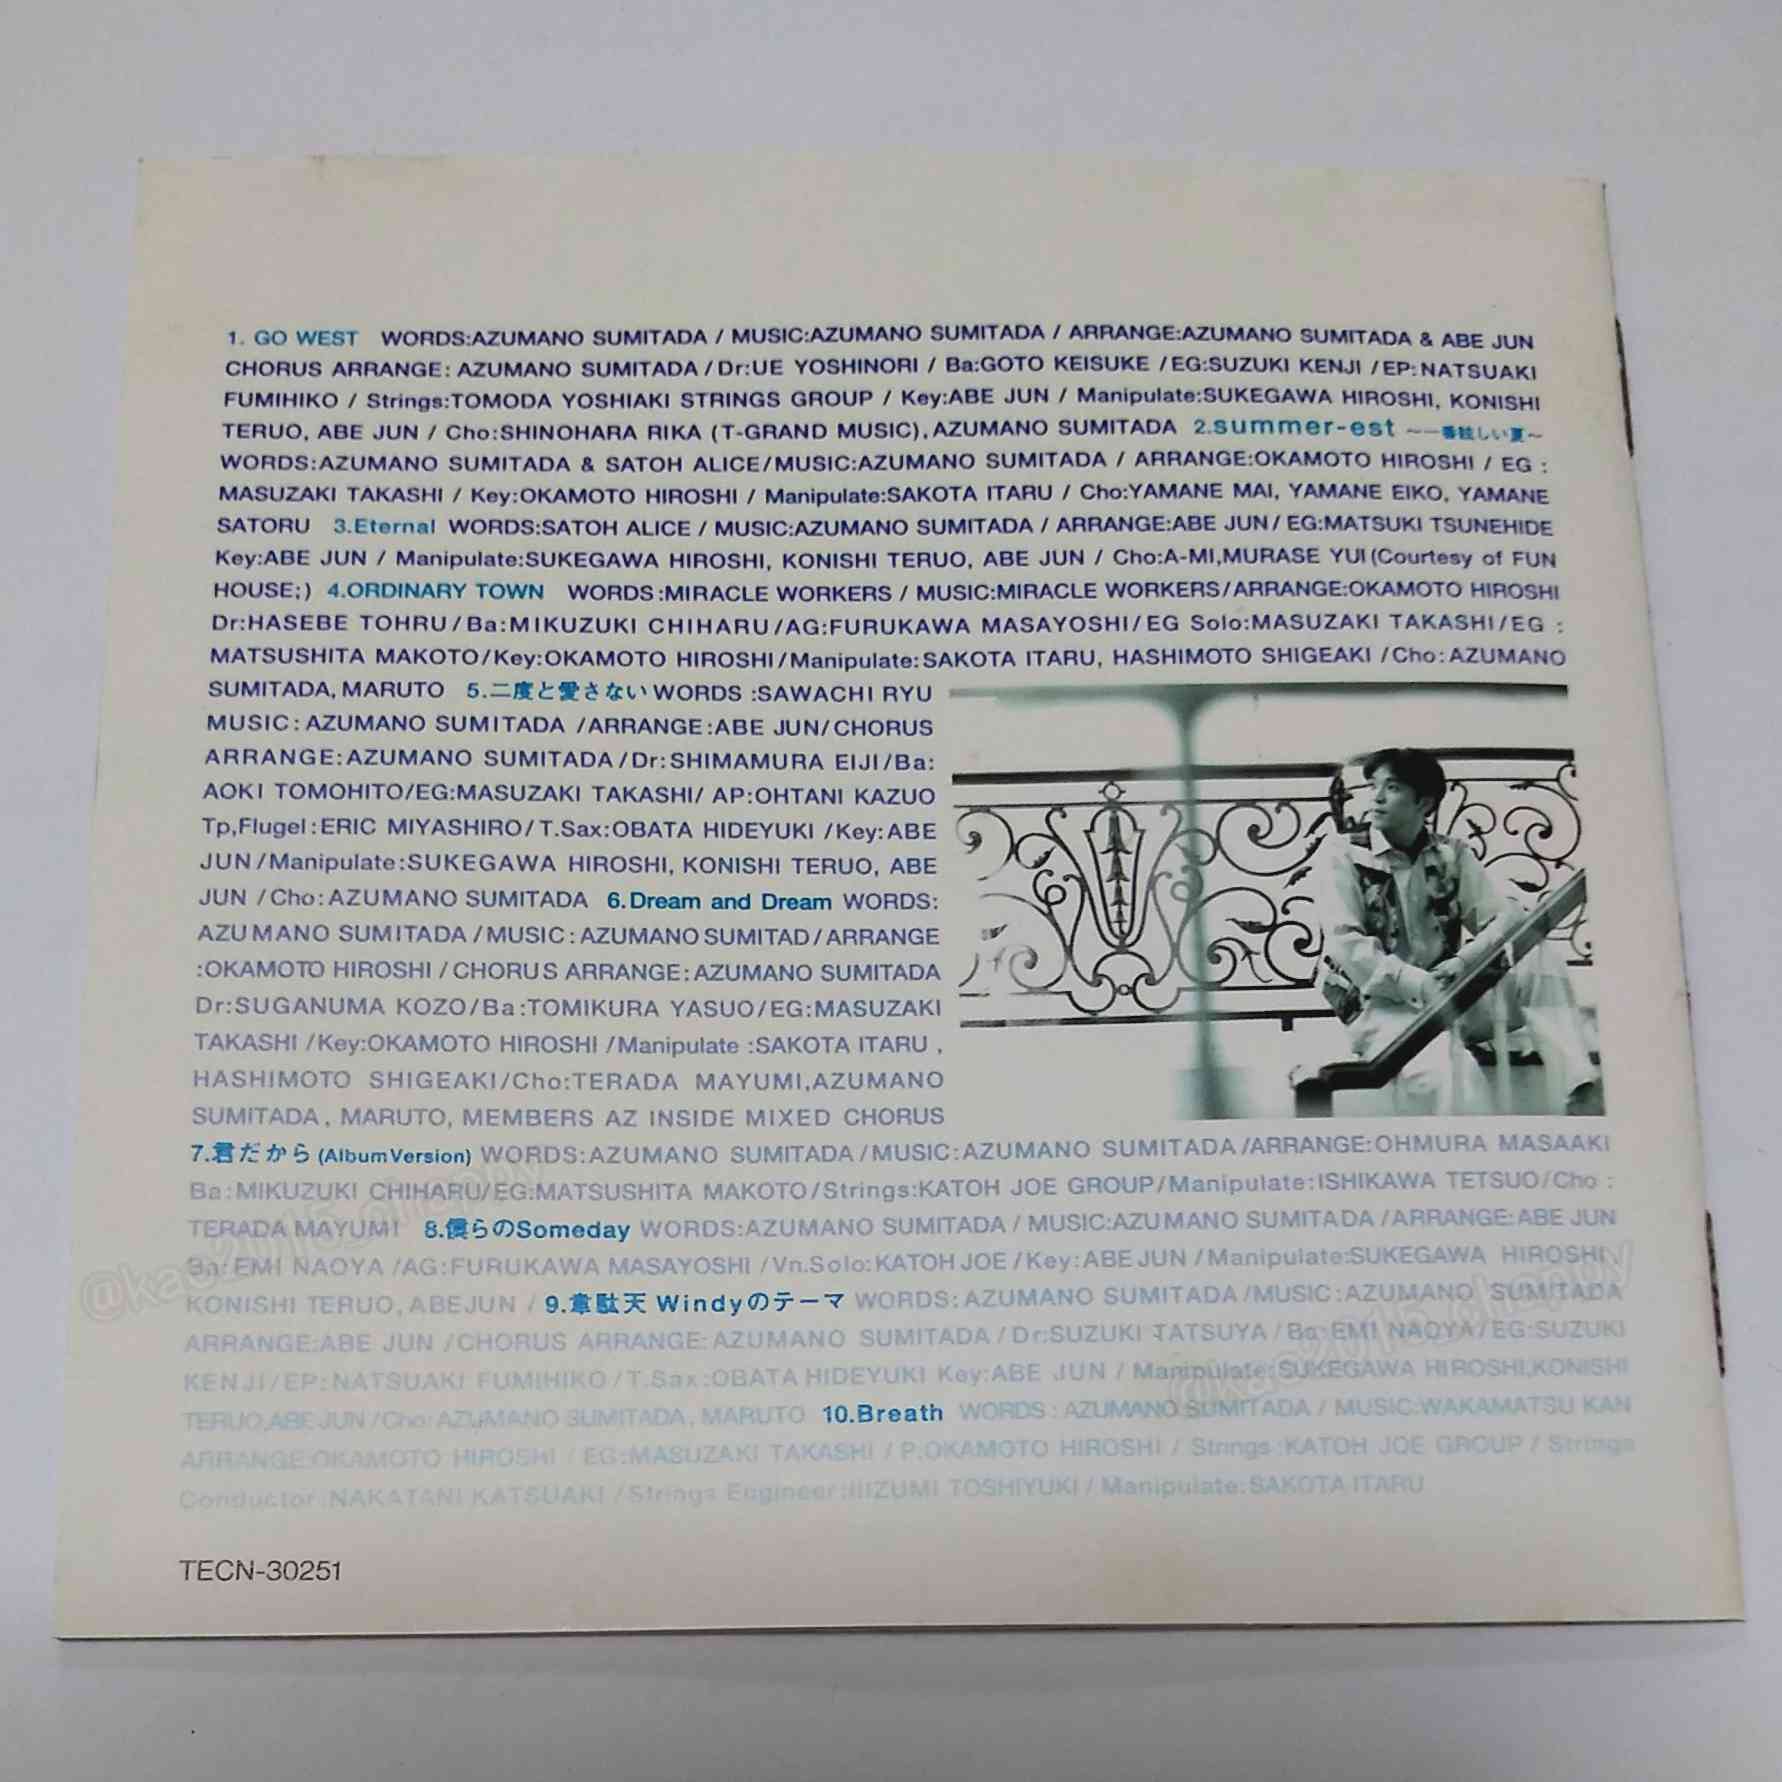 1. GO WEST WORDS:AZUMANO SUMITADA / MUSIC:AZUMANO SUMITADA / ARRANGE:AZUMANO SUMITADA & ABE JUN
CHORUS ARRANGE: AZUMANO SUMITADA / Dr:UE YOSHINORI / Ba:GOTO KEISUKE / EG:SUZUKI KENJI / EP:NATSUAKI
FUMIHIKO / Strings:TOMODA YOSHIAKI STRINGS GROUP / Key:ABE JUN / Manipulate:SUKEGAWA HIROSHI, KONISHI
TERUO, ABE JUN / Cho:SHINOHARA RIKA (T-GRAND MUSIC), AZUMANO SUMITADA 2.summer-est ~一番眩しい夏~
WORDS:AZUMANO SUMITADA & SATOH ALICE/MUSIC:AZUMANO SUMITADA / ARRANGE:OKAMOTO HIROSHI / EG :
MASUZAKI TAKASHI / Key:OKAMOTO HIROSHI / Manipulate:SAKOTA ITARU / Cho:YAMANE MAI, YAMANE EIKO, YAMANE
SATORU 3.Eternal WORDS:SATOH ALICE / MUSIC:AZUMANO SUMITADA / ARRANGE:ABE JUN / EG:MATSUKI TSUNEHIDE
Key:ABE JUN / Manipulate:SUKEGAWA HIROSHI, KONISHI TERUO, ABE JUN / Cho:A-MI,MURASE YUI(Courtesy of FUN
HOUSE;) 4.ORDINARY TOWN WORDS:MIRACLE WORKERS / MUSIC:MIRACLE WORKERS/ARRANGE:OKAMOTO HIROSHI
Dr:HASEBE TOHRU/Ba:MIKUZUKI CHIHARU/AG:FURUKAWA MASAYOSHI/EG Solo:MASUZAKI TAKASHI/EG :
MATSUSHITA MAKOTO/Key:OKAMOTO HIROSHI/Manipulate:SAKOTA ITARU, HASHIMOTO SHIGEAKI /Cho:AZUMANO
SUMITADA, MARUTO 5.二度と愛さない WORDS :SAWACHI RYU
MUSIC: AZUMANO SUMITADA /ARRANGE:ABE JUN/CHORUS
ARRANGE:AZUMANO SUMITADA/Dr:SHIMAMURA EIJI/Ba:
AOKI TOMOHITO/EG:MASUZAKI TAKASHI/ AP:OHTANI KAZUO
Tp,Flugel:ERIC MIYASHIRO/T.Sax:OBATA HIDEYUKI /Key:ABE
JUN/Manipulate:SUKEGAWA HIROSHI, KONISHI TERUO, ABE
JUN /Cho:AZUMANO SUMITADA 6.Dream and Dream WORDS:
AZUMANO SUMITADA/MUSIC:AZUMANO SUMITAD/ARRANGE
:OKAMOTO HIROSHI / CHORUS ARRANGE: AZUMANO SUMITADA
Dr:SUGANUMA KOZO/Ba:TOMIKURA YASUO/EG:MASUZAKI
TAKASHI /Key:OKAMOTO HIROSHI /Manipulate :SAKOTA ITARU ,
HASHIMOTO SHIGEAKI/Cho:TERADA MAYUMI,AZUMANO
SUMITADA, MARUTO, MEMBERS AZ INSIDE MIXED CHORUS
7.君だから (Album Version) WORDS:AZUMANO SUMITADA/MUSIC:AZUMANO SUMITADA/ARRANGE:OHMURA MASAAKI
Ba:MIKUZUKI CHIHARU/EG:MATSUSHITA MAKOTO/Strings:KATOH JOE GROUP/Manipulate:ISHIKAWA TETSUO/Cho :
TERADA MAYUMI 8.僕らのSomeday WORDS:AZUMANO SUMITADA / MUSIC:AZUMANO SUMITADA /ARRANGE:ABE JUN
Ba:EMI NAOYA /AG:FURUKAWA MASAYOSHI /Vn.Solo:KATOH JOE /Key:ABE JUN /Manipulate:SUKEGAWA HIROSHI,
KONISHI TERUO, ABE JUN / 9.韋駄天 Windyのテーマ WORDS:AZUMANO SUMITADA/MUSIC:AZUMANO SUMITADA
ARRANGE:ABE JUN /CHORUS ARRANGE:AZUMANO SUMITADA/Dr:SUZUKI TATSUYA/Ba:EMI NAOYA/EG:SUZUKI
KENJI/EP:NATSUAKI FUMIHIKO/T.Sax:OBATA HIDEYUKI Key:ABE JUN / Manipulate:SUKEGAWA HIROSHI,KONISHI
TERUO,ABE JUN /Cho:AZUMANO SUMITADA, MARUTO 10.Breath WORDS : AZUMANO SUMITADA / MUSIC:WAKAMATSU KAN
ARRANGE:OKAMOTO HIROSHI / EG:MASUZAKI TAKASHI / P.OKAMOTO HIROSHI / Strings :KATOH JOE GROUP / Strings
Conductor :NAKATANI KATSUAKI /Strings Engineer :IIIZUMI TOSHIYUKI / Manipulate:SAKOTA ITARU
TECN-30251